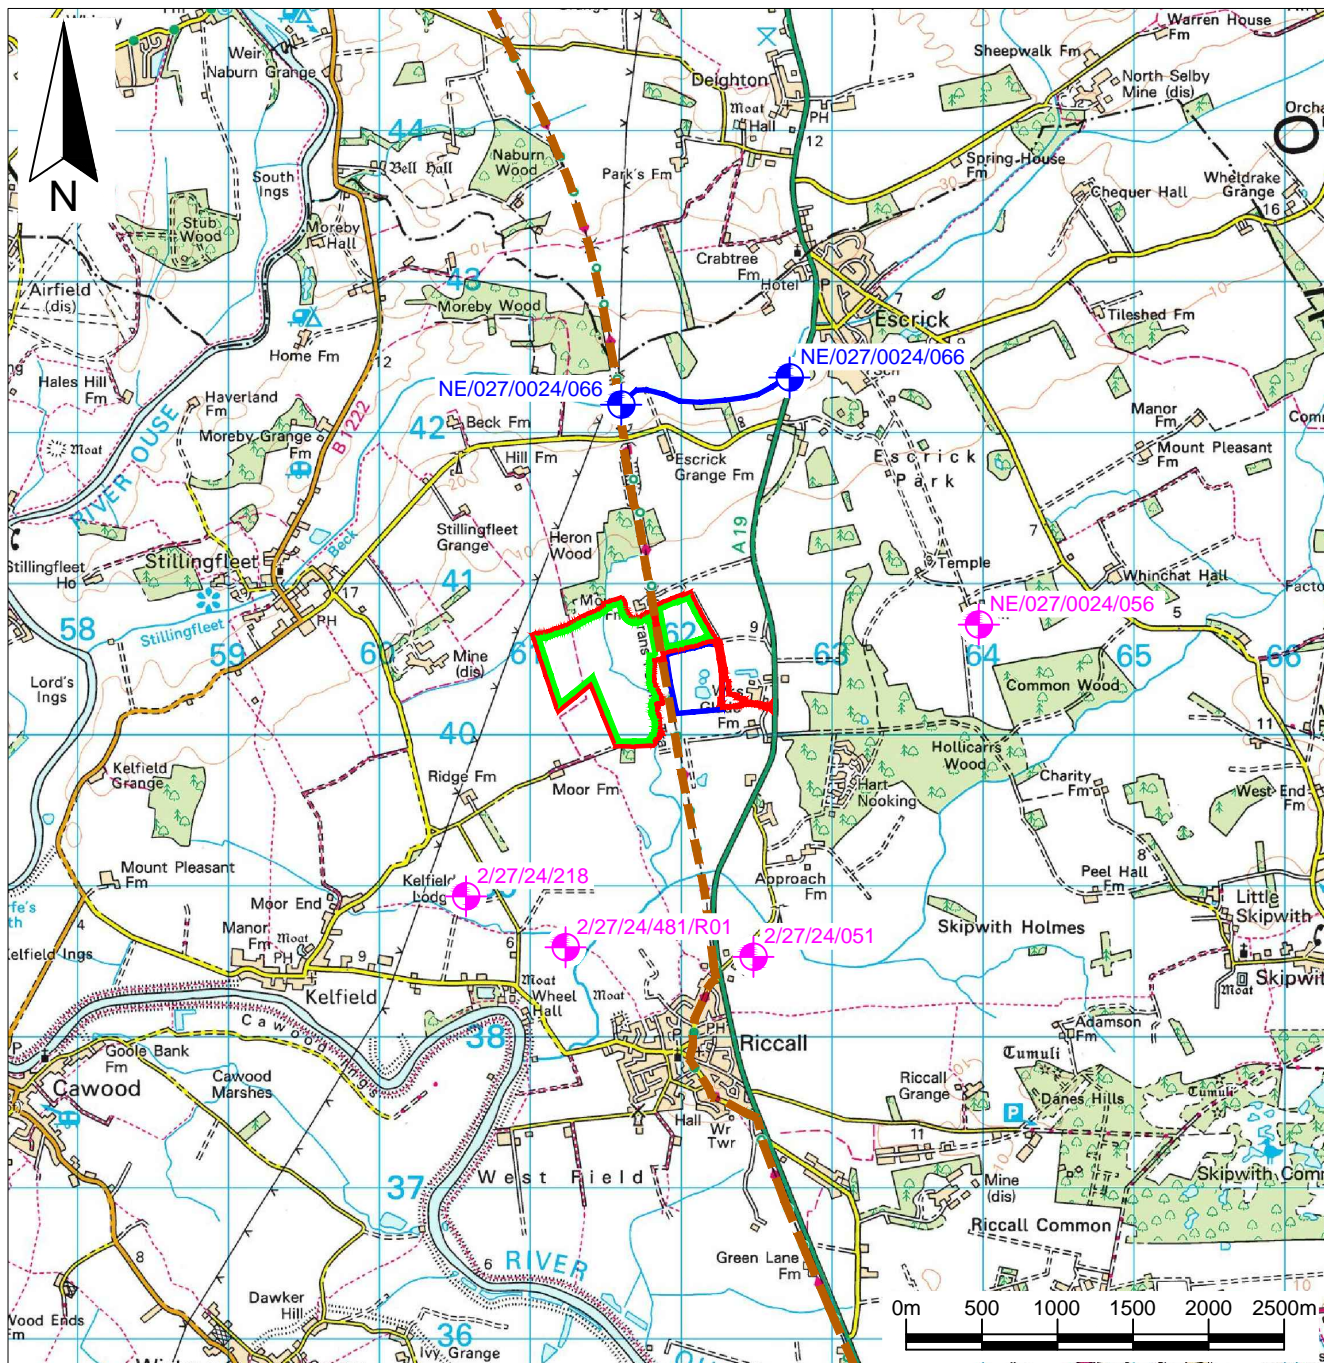 Warren House
Fm
Weir
Naburn Grange
Sheepwalk Fm
North Selby
Mine (dis)
Deighton
Moat
Hall
PH
12
44
Naburn
Wood
Bell Hall
South
Ings
Park's Fm
Spring House
Fm
Chequer Hall
Wheldrake
Grange
16
Stub
Wood
Moreby
Hall
N
Crabtree
Fm
Hotel
43
Airfield
(dis)
Moreby Wood
P
7
Escrick
Tileshed Fm
Home Fm
12
NE/027/0024/066
NE/027/0024/066
Sch
Hales Hill
Fm
Haverland
Fm
Beck Fm
42
Manor
Fm
Moat
Moreby Grange
Fm
B 1222
Hill Fm
Escrick
Grange Fm
Escrick
Park
Mount Pleasant
Fm
RIVER OUSE
Stillingfleet
Grange
Heron
Wood
A 19
7
Stillingfleet
Beck
41
Temple
Whinchat Hall
Stillingfleet
Ho
17
PH
NE/027/0024/056
5
58
Stillingfleet
59
60
61
62
9
63
64
65
66
Mine
(dis)
Lord's
Ings
Common Wood
Fm
11
40
Hollicarrs
Wood
Kelfield
Grange
Ridge Fm
Moor Fm
Hart
Nooking
Charity
Fm
West End
Fm
Mount Pleasant
Fm
2/27/24/218
Kelfield
Lodge
Approach
Fm
8
Peel Hall
Fm
Little
Skipwith
Moor End
4
Manor
Fm
Moat
PH
9
6
2/27/24/481/R01
2/27/24/051
Skipwith Holmes
Kelfield Ings
Kelfield
Moat
Wheel
Hall
Moat
Moat
Skipwith
Cawood Ings
38
P
PH
Riccall
Adamson
Fm
P
Goole Bank
Fm
Cawood
Cawood
Marshes
Tumuli
Tumuli
Riccall
Grange
P
Danes Hills
Hall
Wr
Twr
11
West Field
37
Mine
(dis)
Skipwith Comm
Riccall Common
8
6
RIVER
Green Lane
Fm
Dawker
Hill
Wood Ends
Fm
36
Ivy Grange
0m
500
1000
1500
2000
2500m